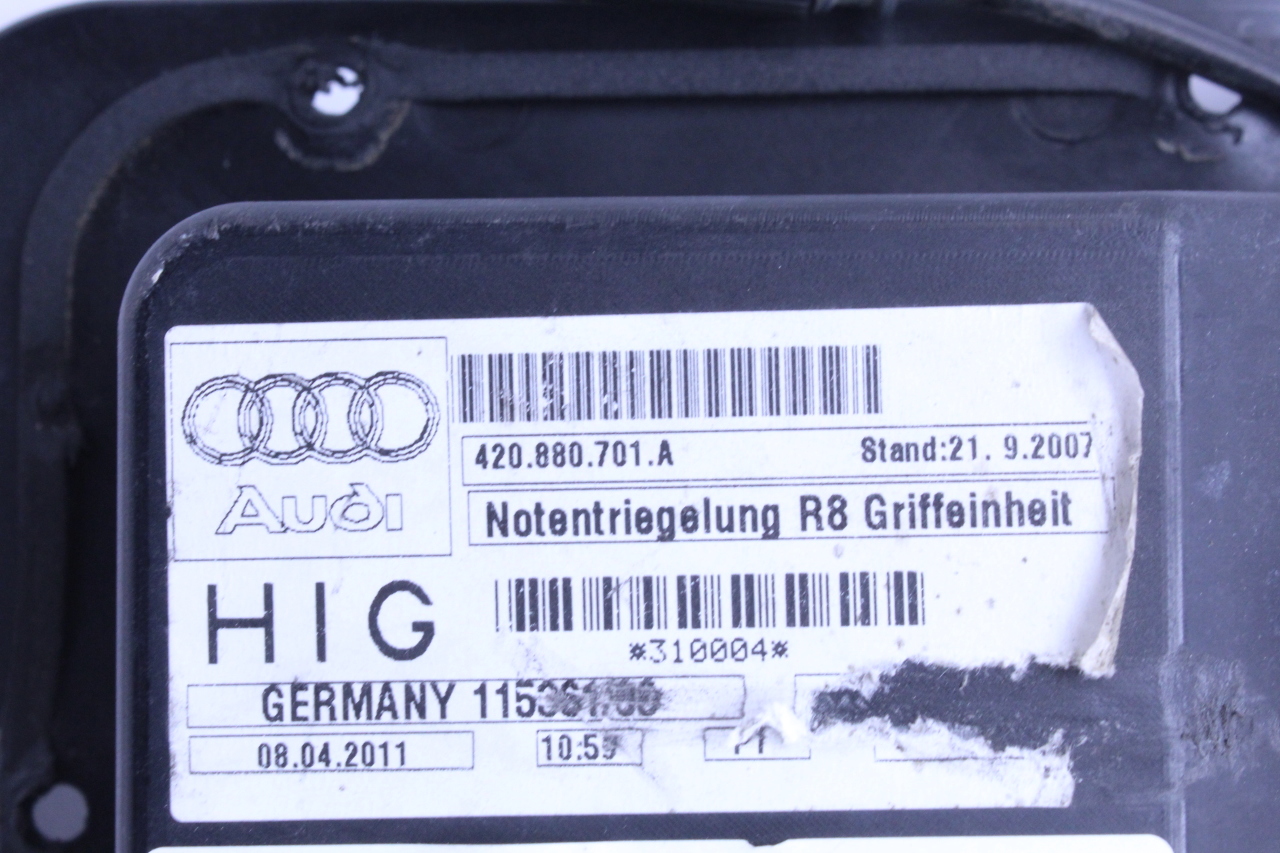 Audi
420.880.701.A Stand:21. 9.2007
Notentriegelung R8 Griffeinheit
HIG
*310004*
GERMANY
08.04.2011 10:59